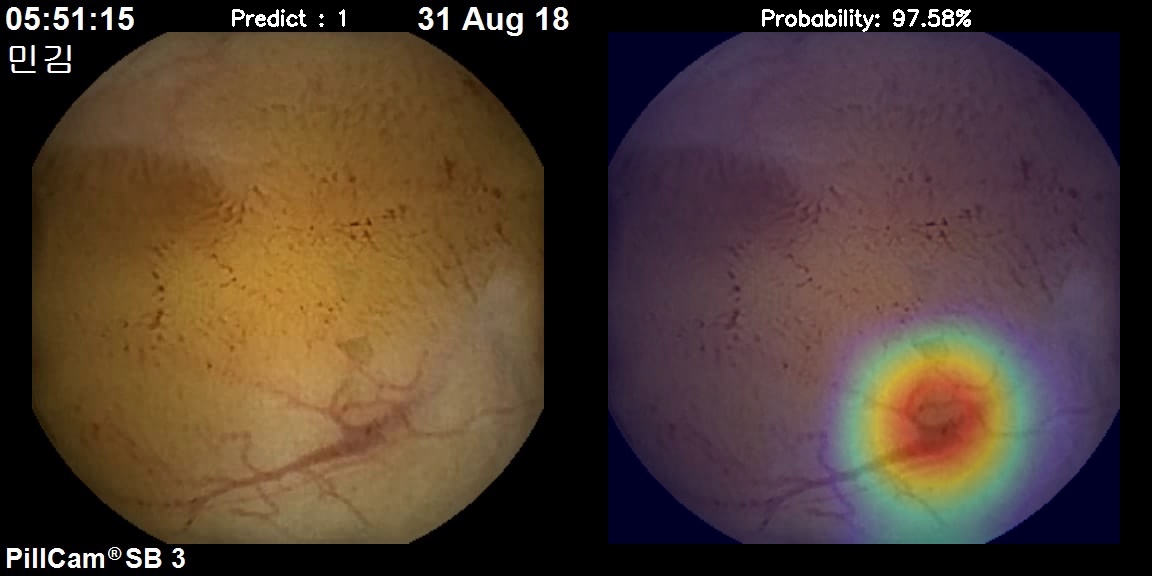 05:51:15
Predict : 1
31 Aug 18
Probability: 97.58%
민김
PillCam® SB 3